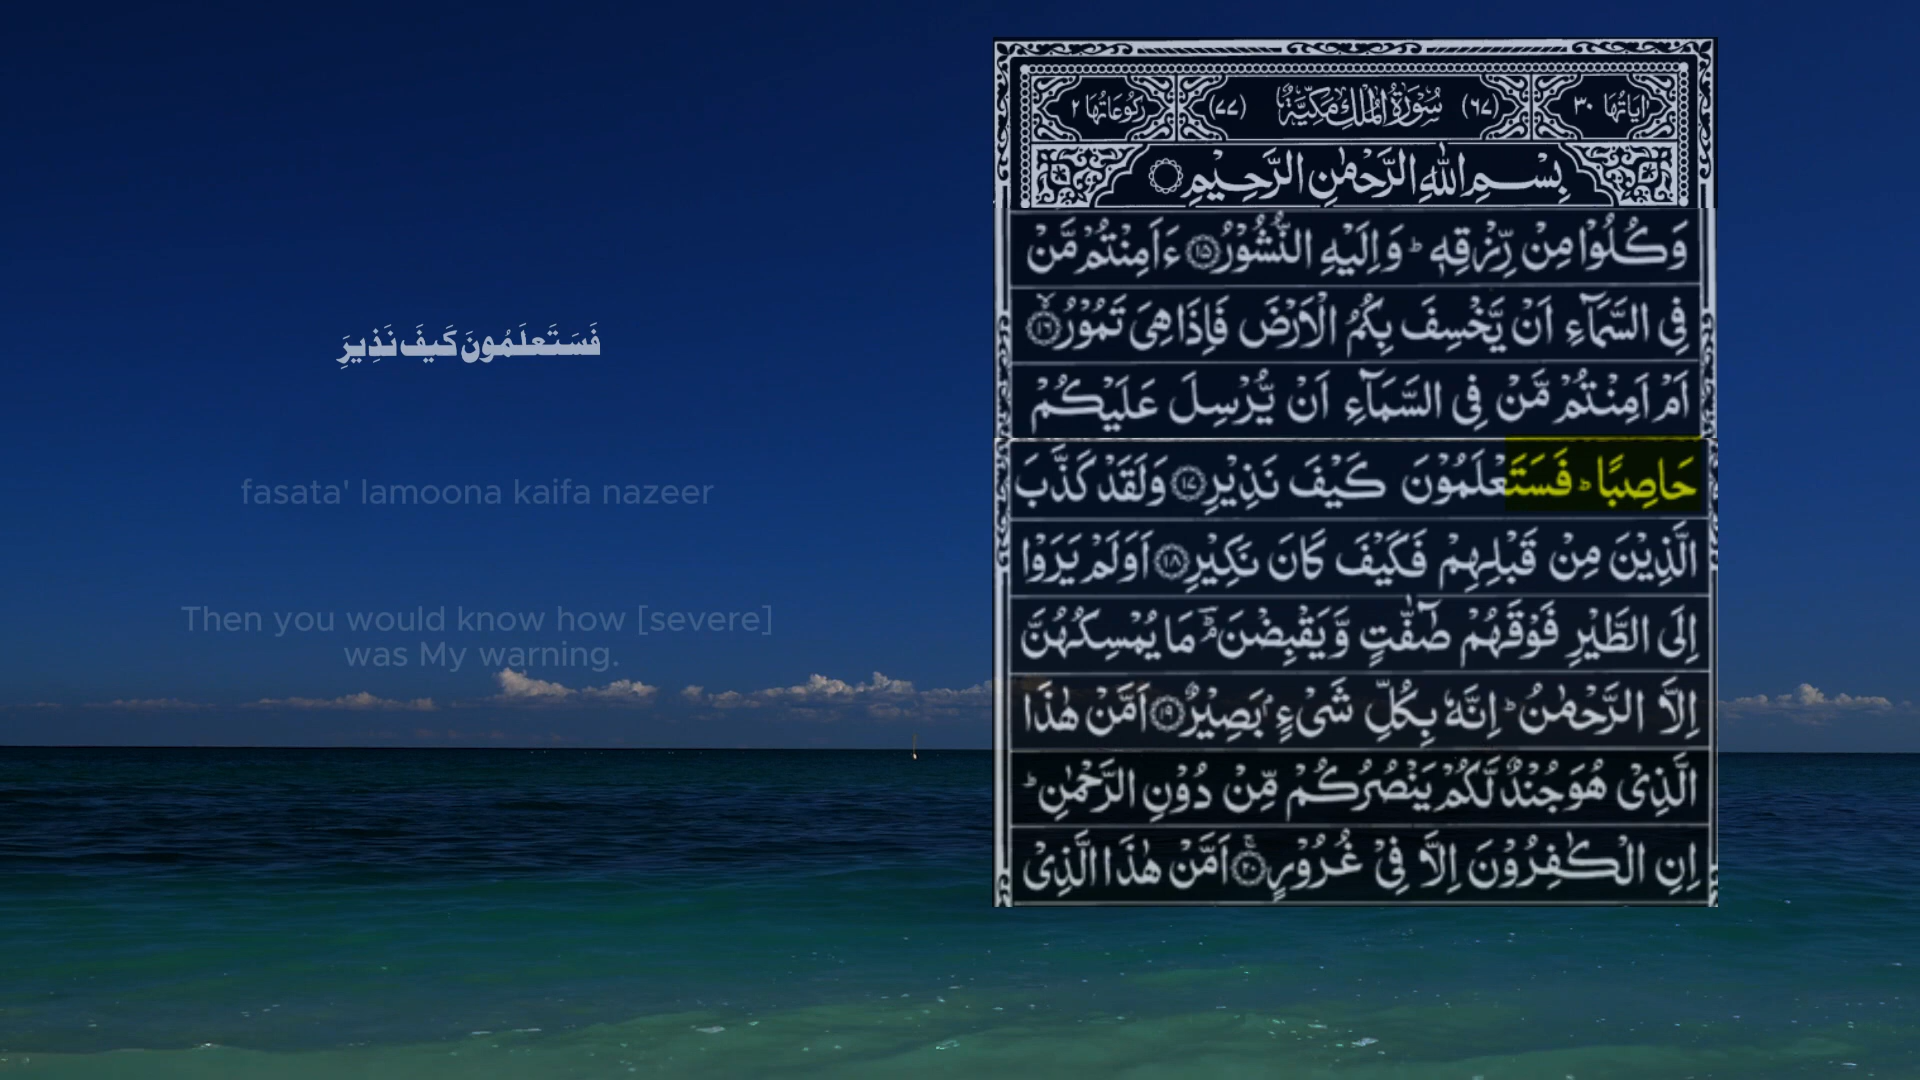 فَسَتَعلَمُونَ كَيفَ نَذِيرَِ
fasata' lamoona kaifa nazeer
Then you would know how [severe]
was My warning.
اٰیَاتُهَا ٣٠ (٦٧) سُوْرَةُ الْمُلْكِ مَكِّیَّةٌ (٧٧) رُكُوْعَاتُهَا ٢
بِسْمِ اللّٰهِ الرَّحْمٰنِ الرَّحِیْمِ
وَكُلُوْا مِنْ رِّزْقِهٖ ؕ وَاِلَیْهِ النُّشُوْرُ ١٥ ءَاَمِنْتُمْ مَّنْ
فِی السَّمَآءِ اَنْ یَّخْسِفَ بِكُمُ الْاَرْضَ فَاِذَا هِیَ تَمُوْرُ ١٦
اَمْ اَمِنْتُمْ مَّنْ فِی السَّمَآءِ اَنْ یُّرْسِلَ عَلَیْكُمْ
حَاصِبًا ؕ فَسَتَعْلَمُوْنَ كَیْفَ نَذِیْرِ ١٧ وَلَقَدْ كَذَّبَ
الَّذِیْنَ مِنْ قَبْلِهِمْ فَكَیْفَ كَانَ نَكِیْرِ ١٨ اَوَلَمْ یَرَوْا
اِلَی الطَّیْرِ فَوْقَهُمْ صٰٓفّٰتٍ وَّیَقْبِضْنَ ؔؕ مَا یُمْسِكُهُنَّ
اِلَّا الرَّحْمٰنُ ؕ اِنَّهٗ بِكُلِّ شَیْءٍۭ بَصِیْرٌ ١٩ اَمَّنْ هٰذَا
الَّذِیْ هُوَ جُنْدٌ لَّكُمْ یَنْصُرُكُمْ مِّنْ دُوْنِ الرَّحْمٰنِ ؕ
اِنِ الْكٰفِرُوْنَ اِلَّا فِیْ غُرُوْرٍ ٢٠ اَمَّنْ هٰذَا الَّذِیْ